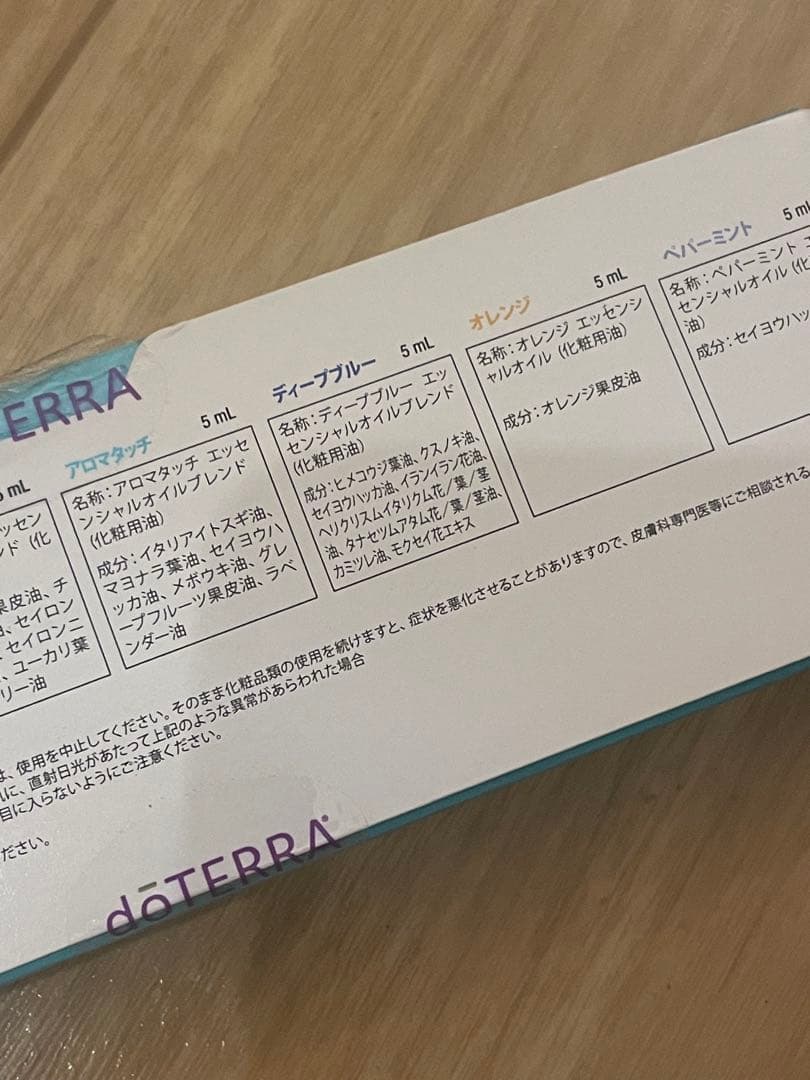 TERRA
5 mL
ッセン
ンド（化
果皮油、チ
油、セイロン
セイロンニ
、ユーカリ葉
リー油
アロマタッチ
5 mL
名称：アロマタッチ エッセ
ンシャルオイルブレンド
（化粧用油）
成分：イタリアイトスギ油、
マヨナラ葉油、セイヨウハ
ッカ油、メボウキ油、グレ
ープフルーツ果皮油、ラベ
ンダー油
ディープブルー
5 mL
名称：ディープブルー エッ
センシャルオイルブレンド
（化粧用油）
成分：ヒメコウジ葉油、クスノキ油、
セイヨウハッカ油、イランイラン花油、
ヘリクリスムイタリクム花／葉／茎
油、タナセツムアタム花／葉／茎油、
カミツレ油、モクセイ花エキス
オレンジ
5 mL
名称：オレンジ エッセンシ
ャルオイル（化粧用油）
成分：オレンジ果皮油
ペパーミント
5 mL
名称：ペパーミント エ
センシャルオイル（化
油）
成分：セイヨウハッ
は、使用を中止してください。そのまま化粧品類の使用を続けますと、症状を悪化させることがありますので、皮膚科専門医等にご相談される
肌に、直射日光があたって上記のような異常があらわれた場合
目に入らないようにご注意ください。
ださい。
dōTERRA